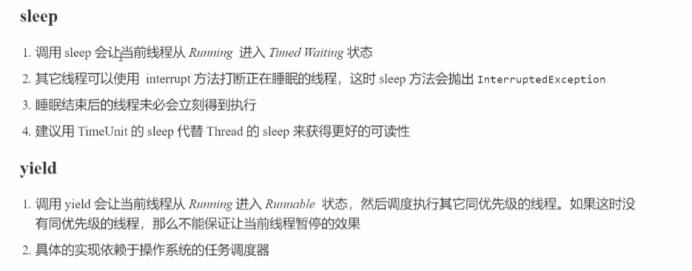 sleep
1. 调用 sleep 会让当前线程从 Running 进入 Timed Waiting 状态
2. 其它线程可以使用 interrupt 方法打断正在睡眠的线程，这时 sleep 方法会抛出 InterruptedException
3. 睡眠结束后的线程未必会立刻得到执行
4. 建议用 TimeUnit 的 sleep 代替 Thread 的 sleep 来获得更好的可读性
yield
1. 调用 yield 会让当前线程从 Running 进入 Runnable 状态，然后调度执行其它同优先级的线程。如果这时没
有同优先级的线程，那么不能保证让当前线程暂停的效果
2. 具体的实现依赖于操作系统的任务调度器